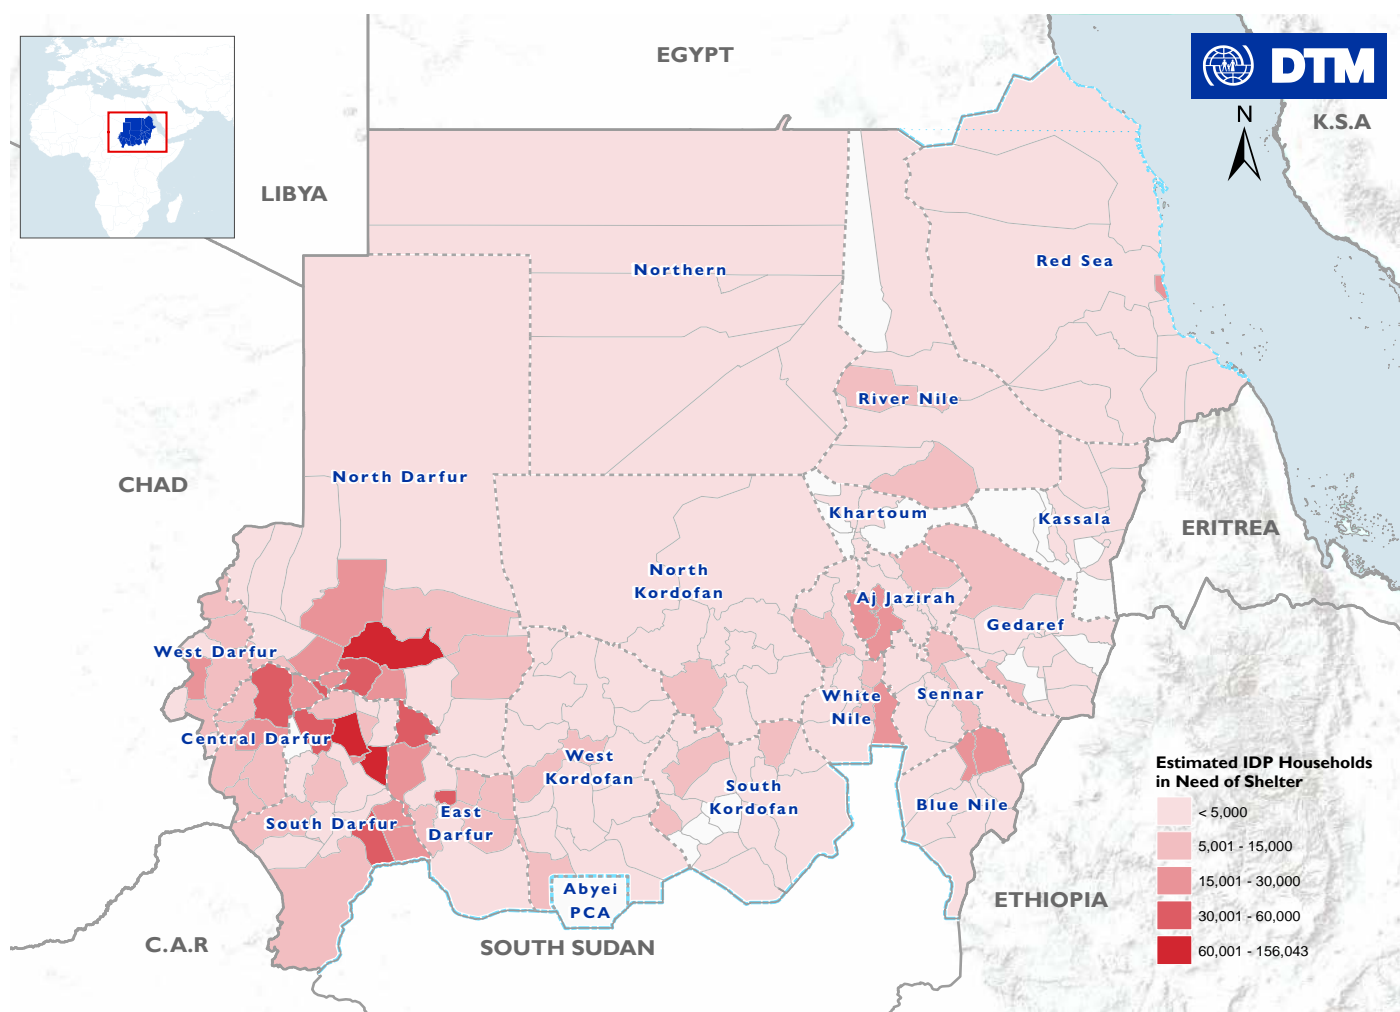 EGYPT
DTM
N
K.S.A
LIBYA
Northern
Red Sea
River Nile
CHAD
North Darfur
Khartoum
Kassala
ERITREA
North
Kordofan
Aj Jazirah
Gedaref
West Darfur
White
Nile
Sennar
Central Darfur
West
Kordofan
South
Kordofan
Blue Nile
South Darfur
East
Darfur
Abyei
PCA
ETHIOPIA
C.A.R
SOUTH SUDAN
Estimated IDP Households
in Need of Shelter
< 5,000
5,001 - 15,000
15,001 - 30,000
30,001 - 60,000
60,001 - 156,043